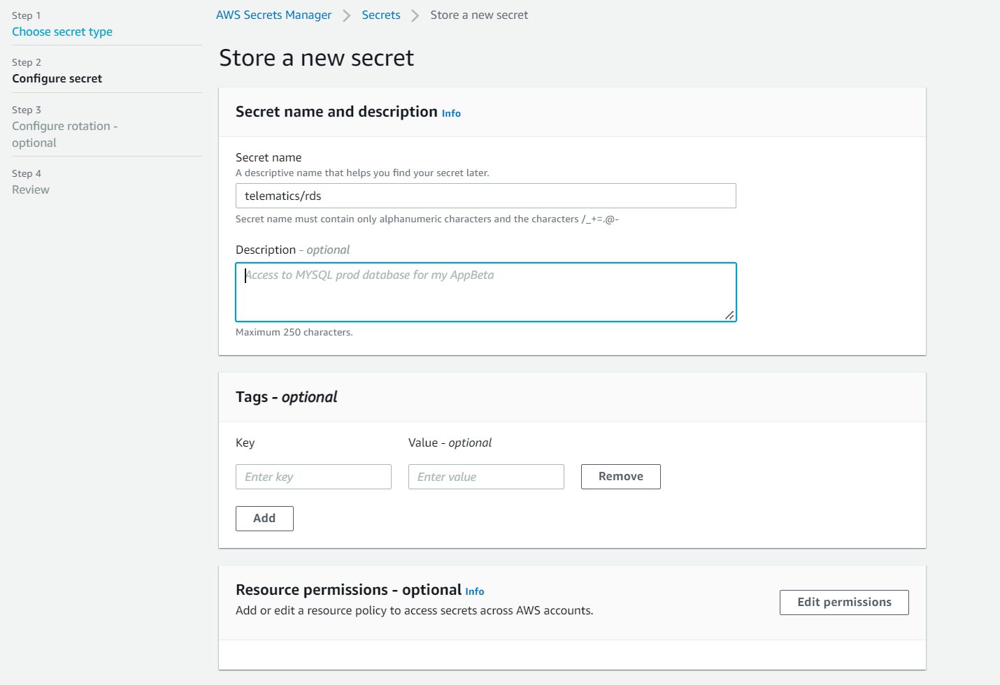 Step 1
Choose secret type
Step 2
Configure secret
Step 3
Configure rotation -
optional
Step 4
Review
AWS Secrets Manager > Secrets > Store a new secret
Store a new secret
Secret name and description Info
Secret name
A descriptive name that helps you find your secret later.
telematics/rds
Secret name must contain only alphanumeric characters and the characters /_+=.@-
Description - optional
Access to MYSQL prod database for my AppBeta
Maximum 250 characters.
Tags - optional
Key Value - optional
Enter key Enter value Remove
Add
Resource permissions - optional Info
Add or edit a resource policy to access secrets across AWS accounts.
Edit permissions